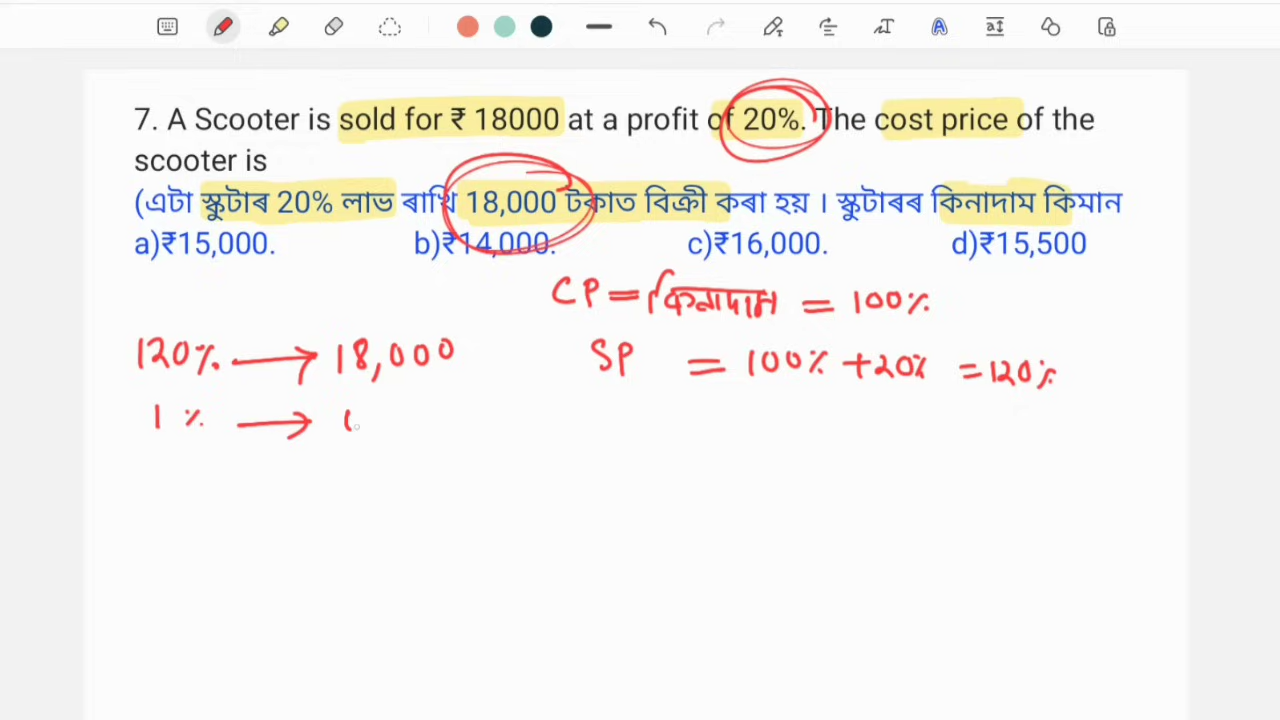 7. A Scooter is sold for ₹ 18000 at a profit of 20%. The cost price of the
scooter is
(এটা স্কুটাৰ 20% লাভ ৰাখি 18,000 টকাত বিক্ৰী কৰা হয় । স্কুটাৰৰ কিনাদাম কিমান
a)₹15,000. b)₹14,000. c)₹16,000. d)₹15,500
CP = কিনাদাম = 100%
120% → 18,000 SP = 100% + 20% = 120%
1% → 1